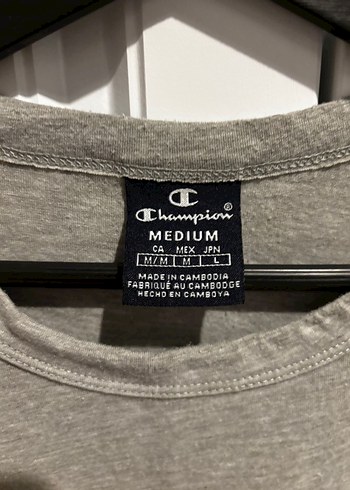 Champion®
MEDIUM
CA MEX JPN
M/M M L
MADE IN CAMBODIA
FABRIQUÉ AU CAMBODGE
HECHO EN CAMBOYA